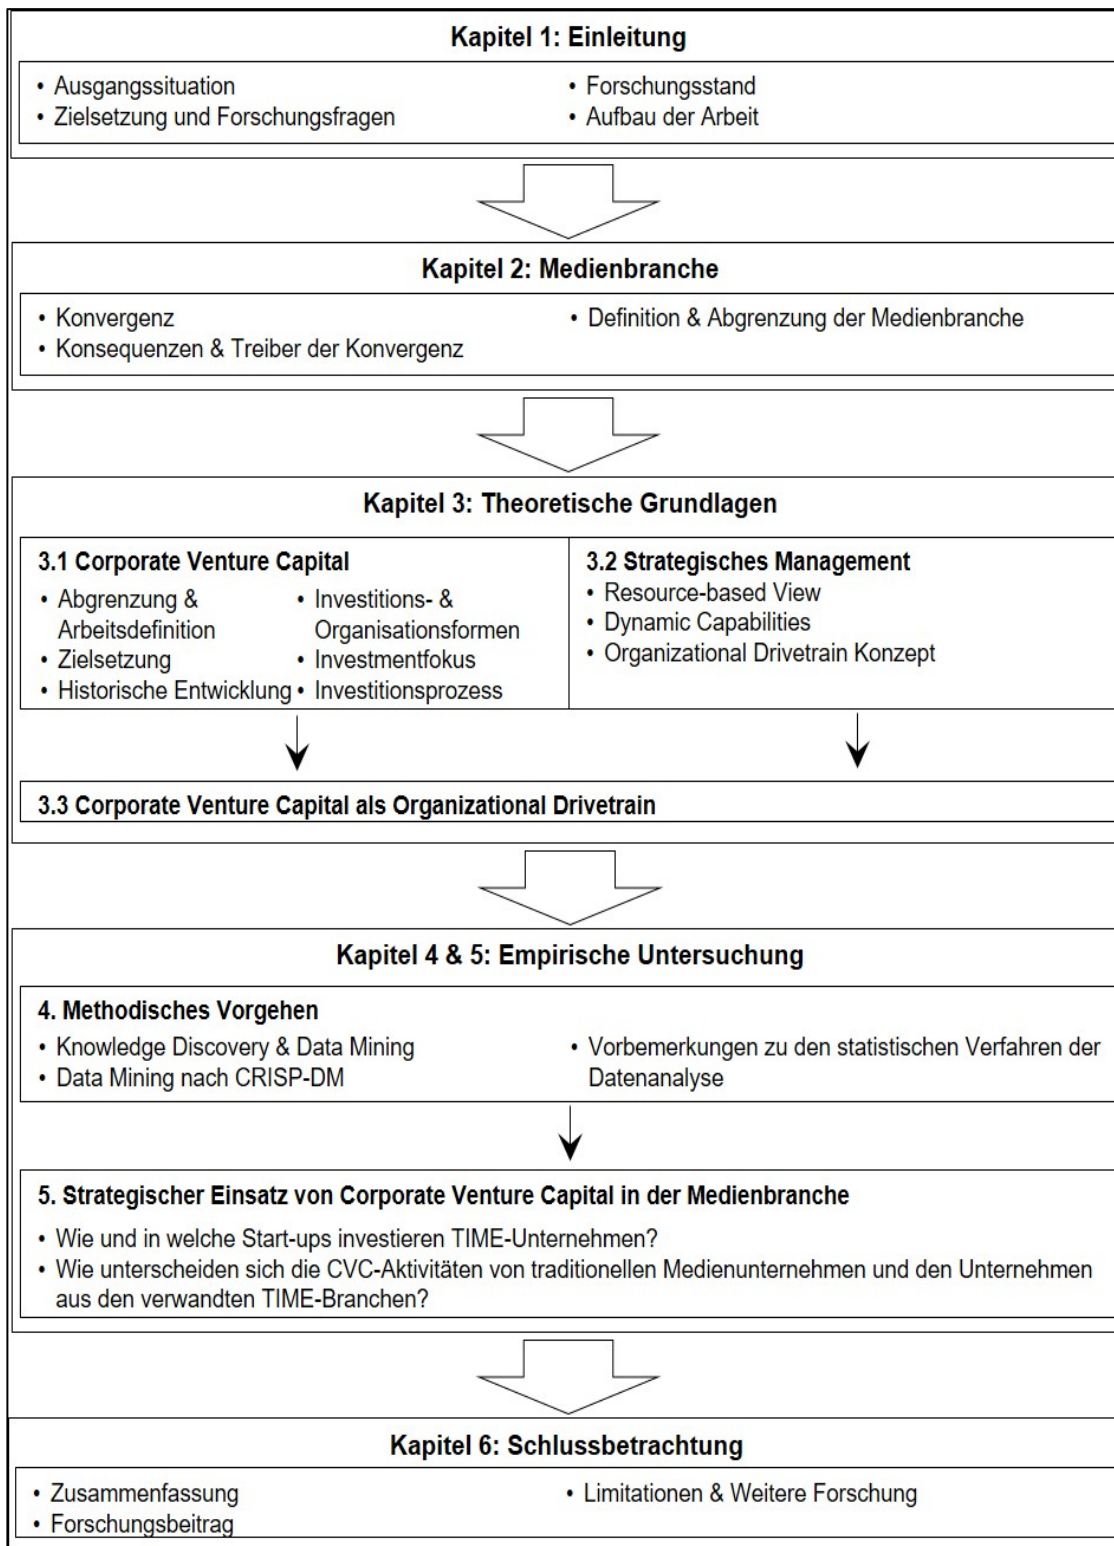 Kapitel 1: Einleitung
• Ausgangssituation
• Zielsetzung und Forschungsfragen
• Forschungsstand
• Aufbau der Arbeit
Kapitel 2: Medienbranche
• Konvergenz
• Konsequenzen & Treiber der Konvergenz
• Definition & Abgrenzung der Medienbranche
Kapitel 3: Theoretische Grundlagen
3.1 Corporate Venture Capital
• Abgrenzung &
Arbeitsdefinition
• Zielsetzung
• Historische Entwicklung
• Investitions- &
Organisationsformen
• Investmentfokus
• Investitionsprozess
3.2 Strategisches Management
• Resource-based View
• Dynamic Capabilities
• Organizational Drivetrain Konzept
3.3 Corporate Venture Capital als Organizational Drivetrain
Kapitel 4 & 5: Empirische Untersuchung
4. Methodisches Vorgehen
• Knowledge Discovery & Data Mining
• Data Mining nach CRISP-DM
• Vorbemerkungen zu den statistischen Verfahren der
Datenanalyse
5. Strategischer Einsatz von Corporate Venture Capital in der Medienbranche
• Wie und in welche Start-ups investieren TIME-Unternehmen?
• Wie unterscheiden sich die CVC-Aktivitäten von traditionellen Medienunternehmen und den Unternehmen
aus den verwandten TIME-Branchen?
Kapitel 6: Schlussbetrachtung
• Zusammenfassung
• Forschungsbeitrag
• Limitationen & Weitere Forschung